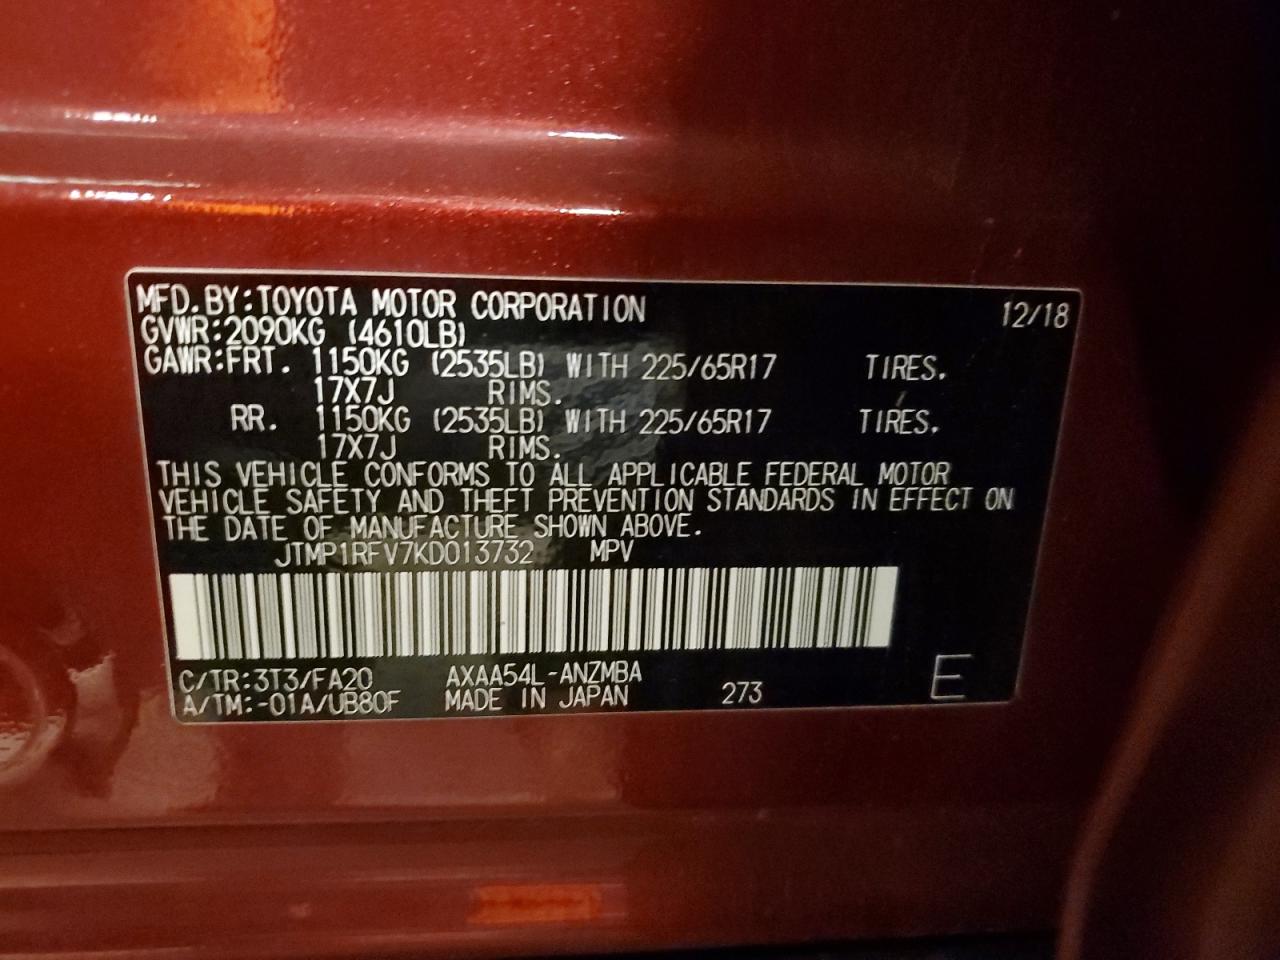 MFD. BY:TOYOTA MOTOR CORPORATION 12/18
GVWR:2090KG (4610LB)
GAWR:FRT. 1150KG (2535LB) WITH 225/65R17 TIRES.
17X7J RIMS.
RR. 1150KG (2535LB) WITH 225/65R17 TIRES.
17X7J RIMS.
THIS VEHICLE CONFORMS TO ALL APPLICABLE FEDERAL MOTOR
VEHICLE SAFETY AND THEFT PREVENTION STANDARDS IN EFFECT ON
THE DATE OF MANUFACTURE SHOWN ABOVE.
JTMP1RFV7KD013732 MPV
C/TR:3T3/FA20 AXAA54L-ANZMBA
A/TM:-01A/UB80F MADE IN JAPAN 273 E